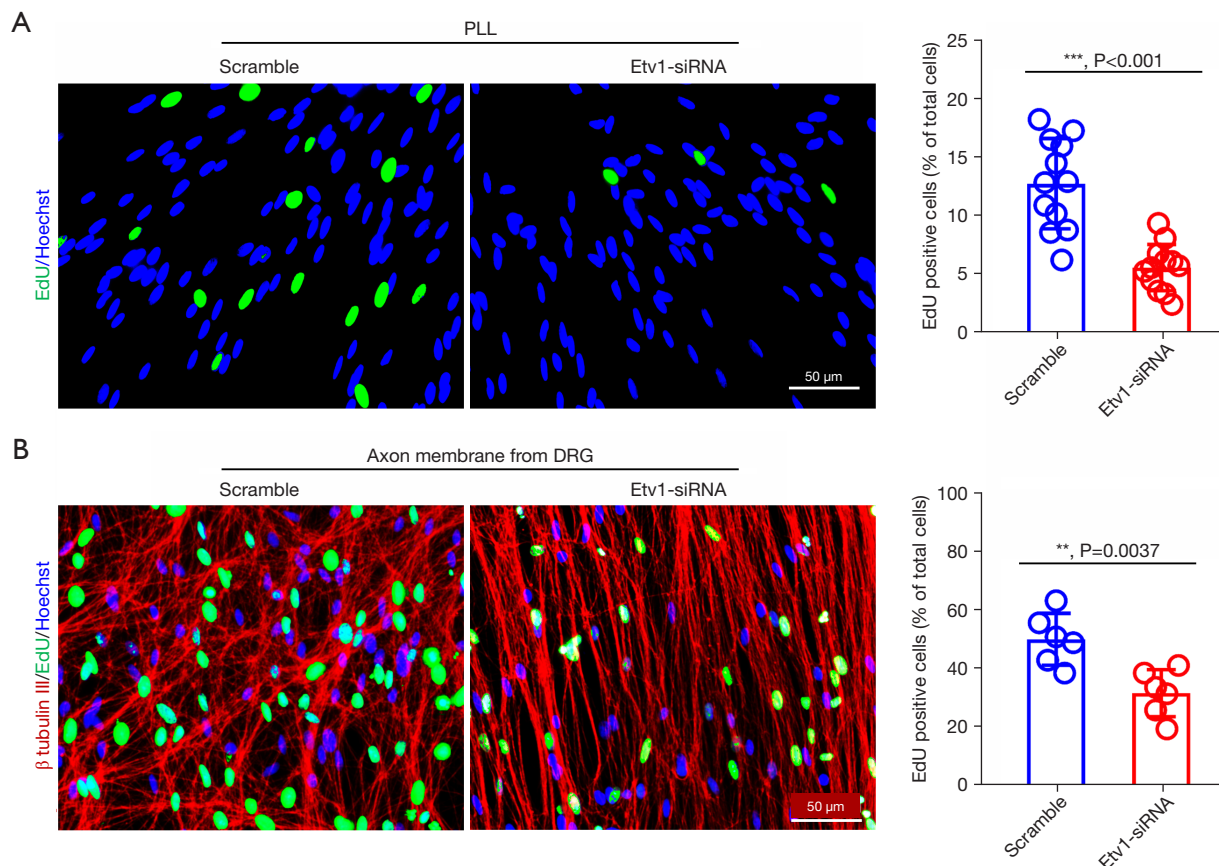 A
PLL
Scramble
Etv1-siRNA
EdU/Hoechst
50 µm
EdU positive cells (% of total cells)
25
20
15
10
5
0
***, P<0.001
Scramble
Etv1-siRNA
B
Axon membrane from DRG
Scramble
Etv1-siRNA
β tubulin III/EdU/Hoechst
50 µm
EdU positive cells (% of total cells)
100
80
60
40
20
0
**, P=0.0037
Scramble
Etv1-siRNA